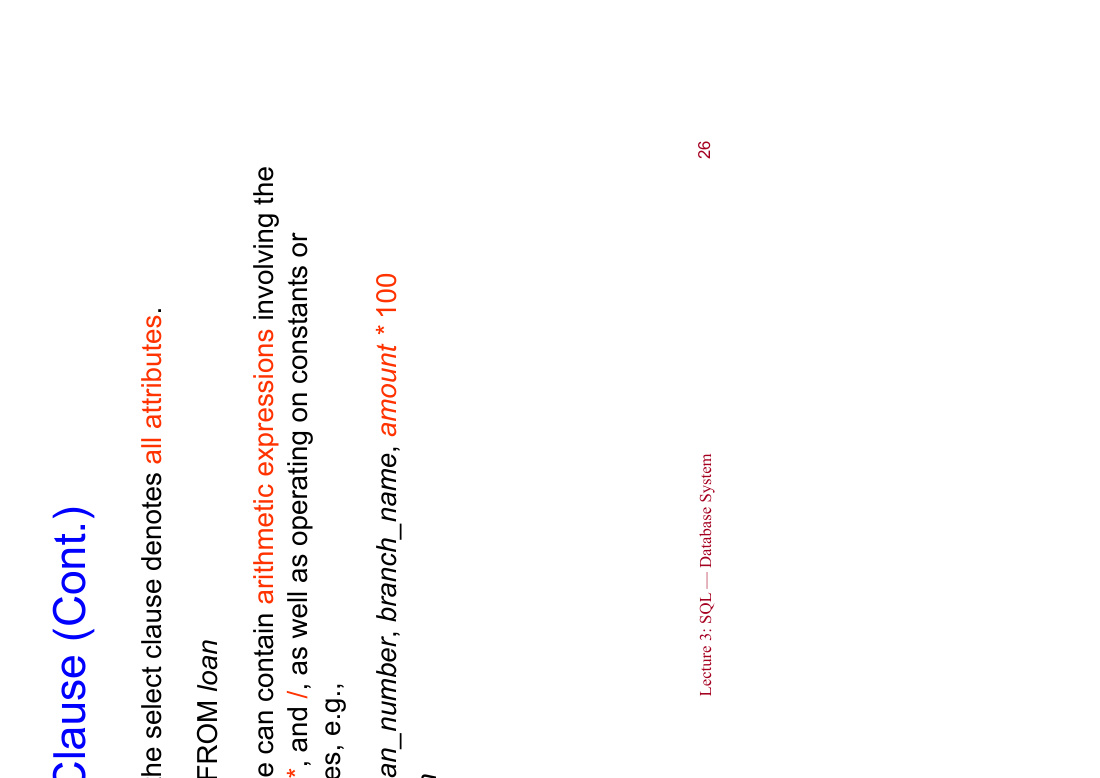 Clause (Cont.)
he select clause denotes all attributes.
FROM loan
e can contain arithmetic expressions involving the
*, and /, as well as operating on constants or
es, e.g.,
an_number, branch_name, amount * 100
n
Lecture 3: SQL — Database System
26